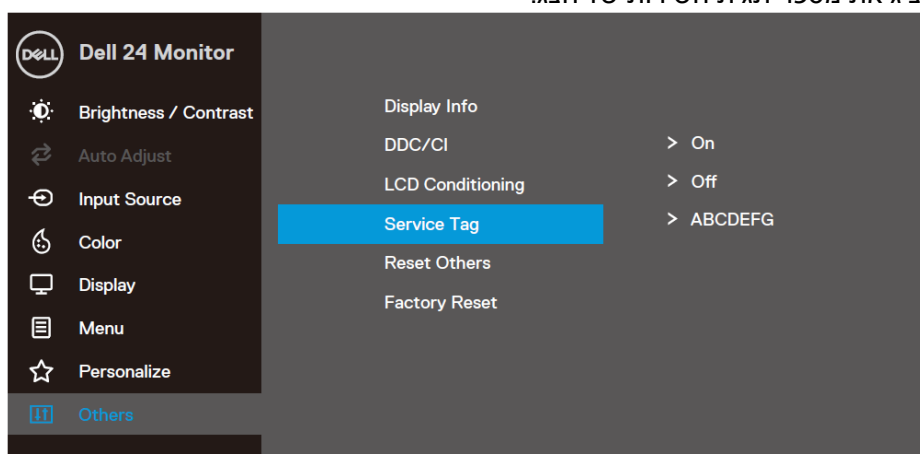 DELL Dell 24 Monitor
Brightness / Contrast
Auto Adjust
Input Source
Color
Display
Menu
Personalize
Others
Display Info
DDC/CI > On
LCD Conditioning > Off
Service Tag > ABCDEFG
Reset Others
Factory Reset